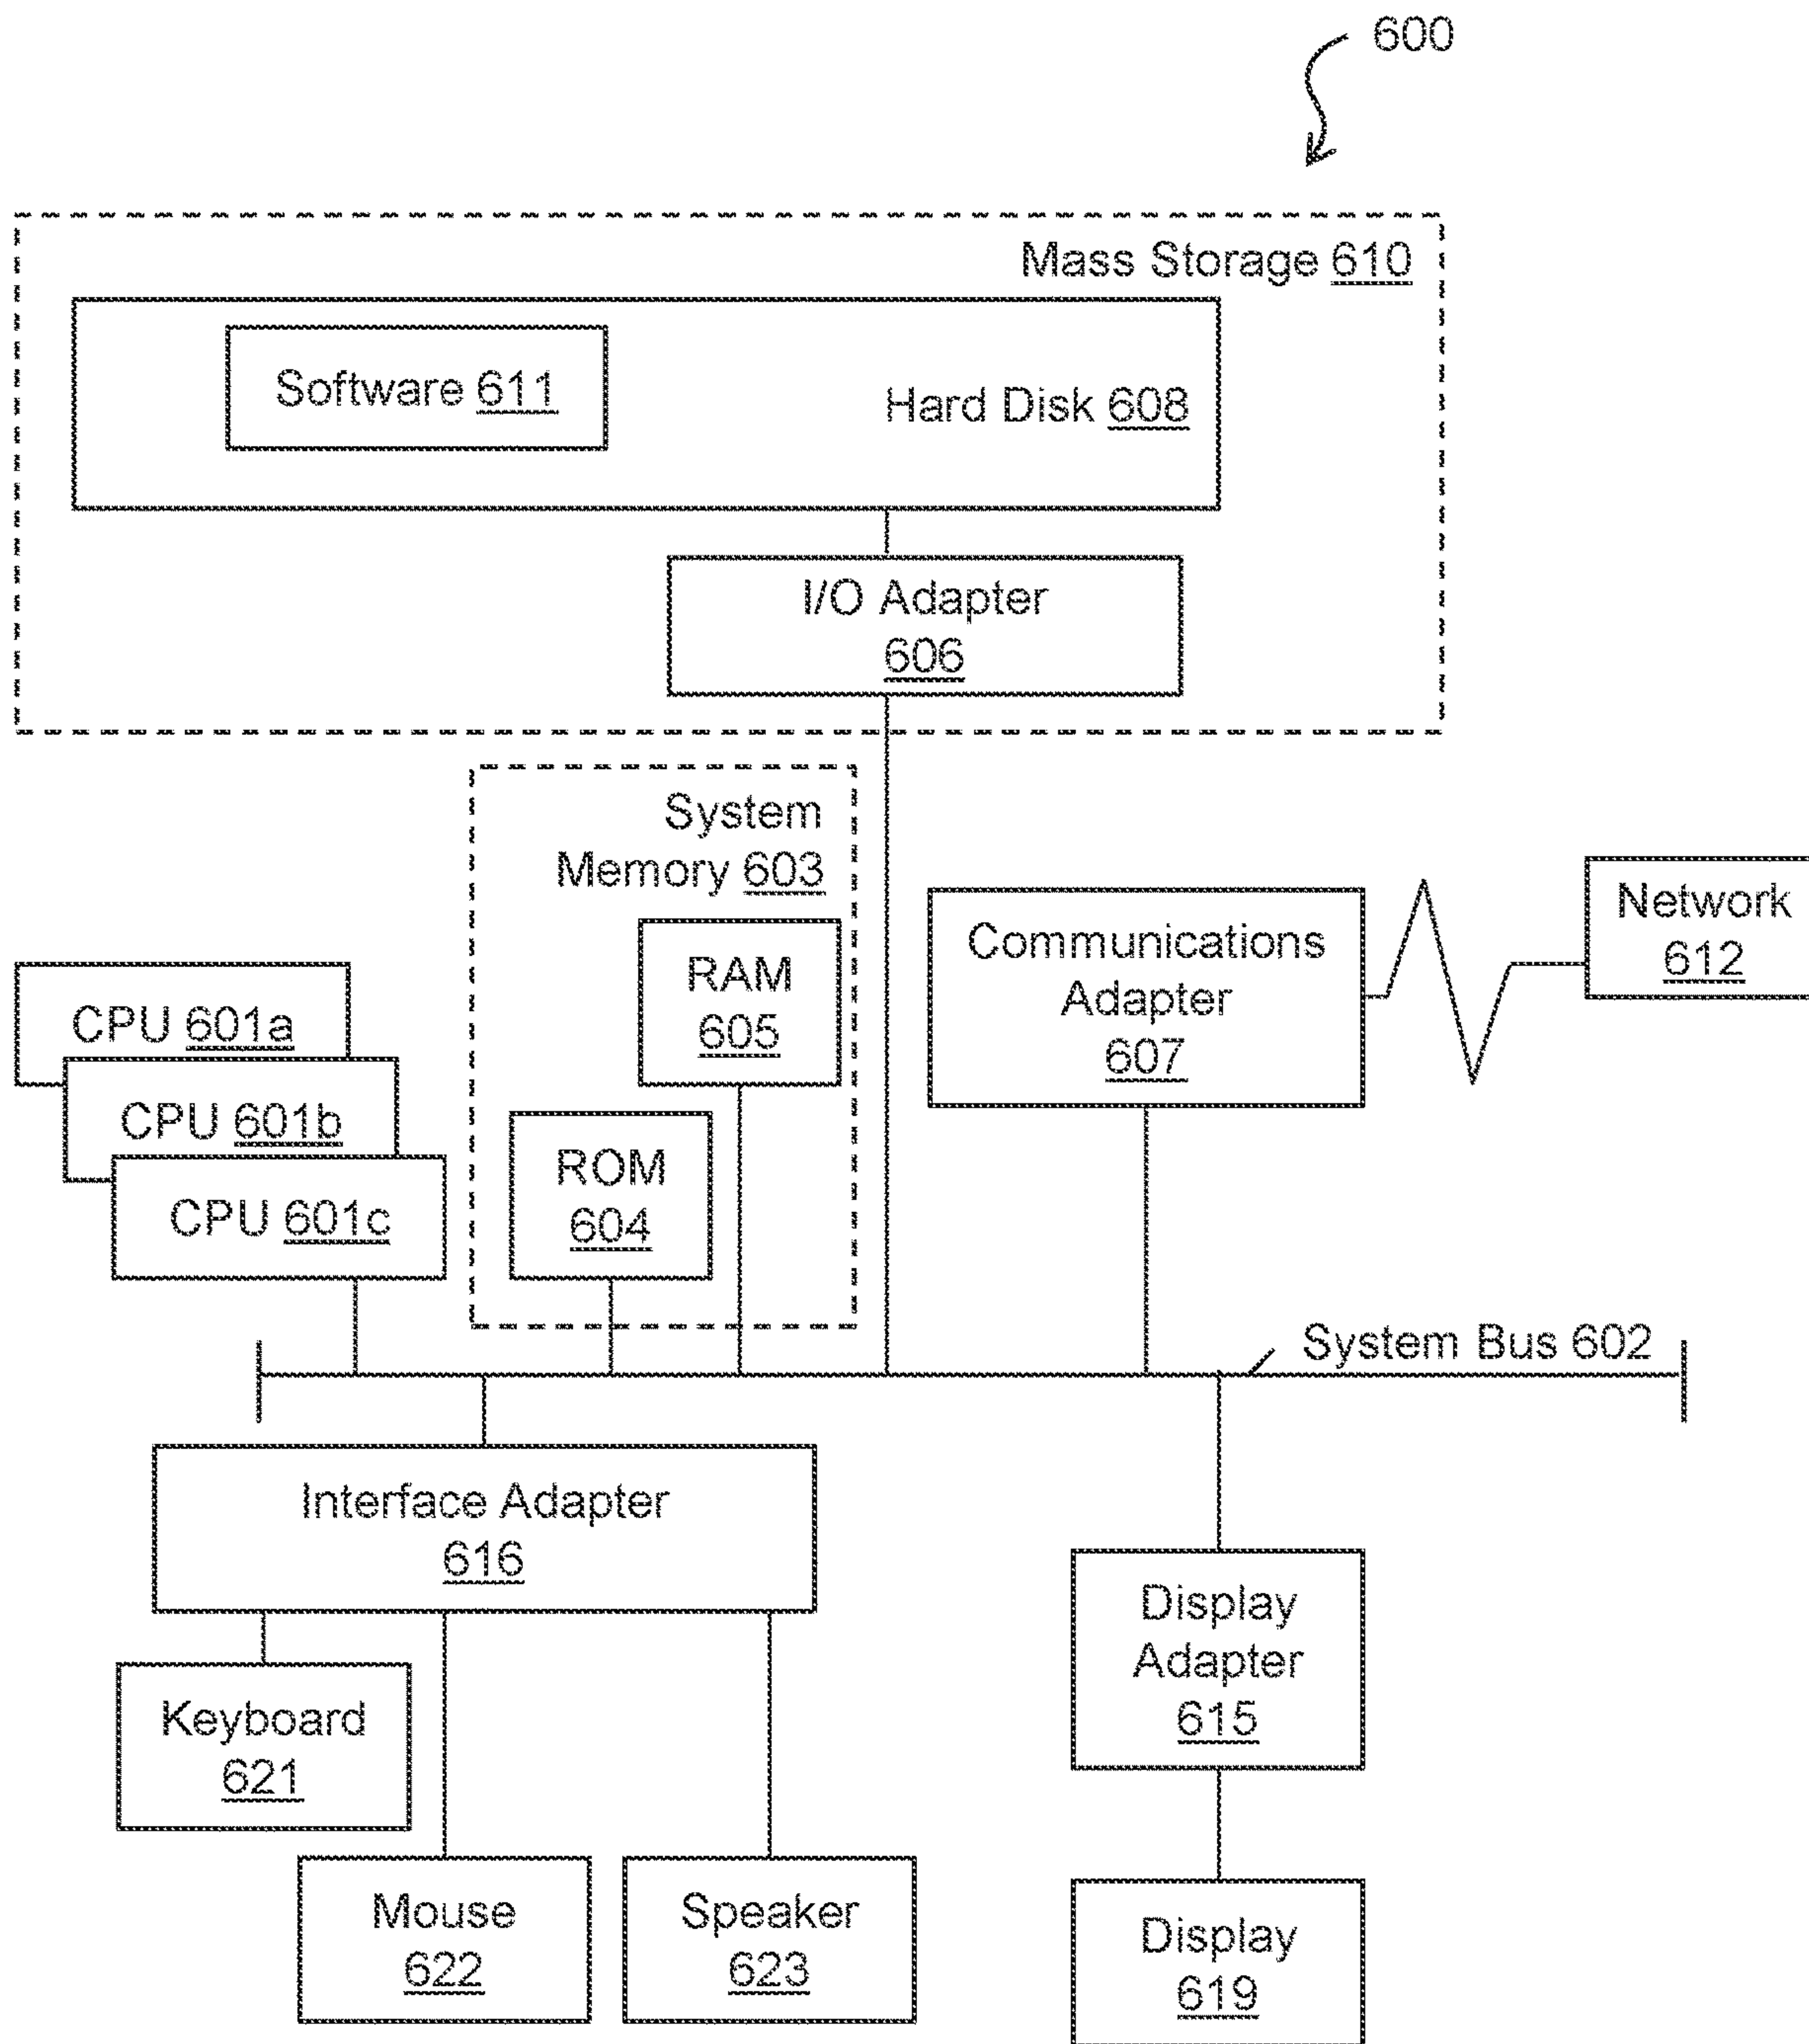 600
Mass Storage 610
Software 611
Hard Disk 608
I/O Adapter
606
System
Memory 603
RAM
605
ROM
604
Communications
Adapter
607
Network
612
CPU 601a
CPU 601b
CPU 601c
System Bus 602
Interface Adapter
616
Display
Adapter
615
Keyboard
621
Mouse
622
Speaker
623
Display
619